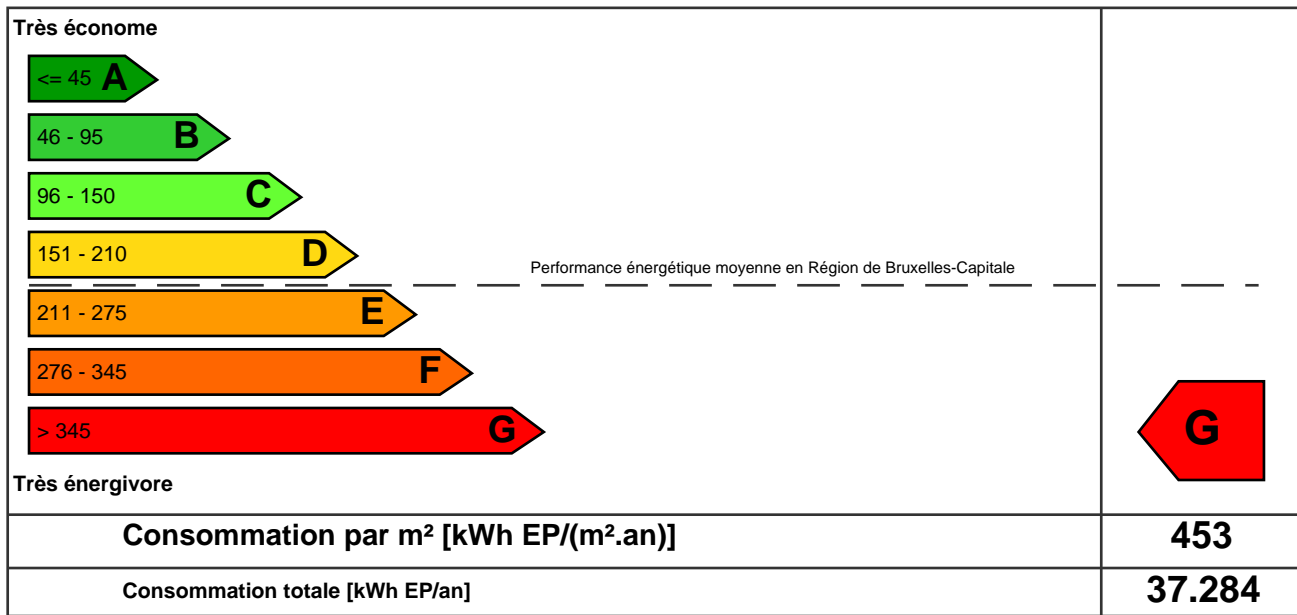 Très économe
<= 45 A
46 - 95 B
96 - 150 C
151 - 210 D
Performance énergétique moyenne en Région de Bruxelles-Capitale
211 - 275 E
276 - 345 F
> 345 G
G
Très énergivore
Consommation par m² [kWh EP/(m².an)] 453
Consommation totale [kWh EP/an] 37.284